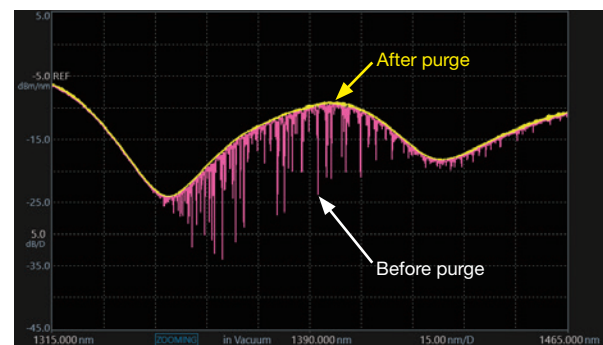 5.0
After purge
-5.0 REF
dBm/nm
-15.0
-25.0
5.0
dB/D
Before purge
-35.0
-45.0
1315.000 nm ZOOMING in Vacuum 1390.000 nm 15.00 nm/D 1465.000 nm